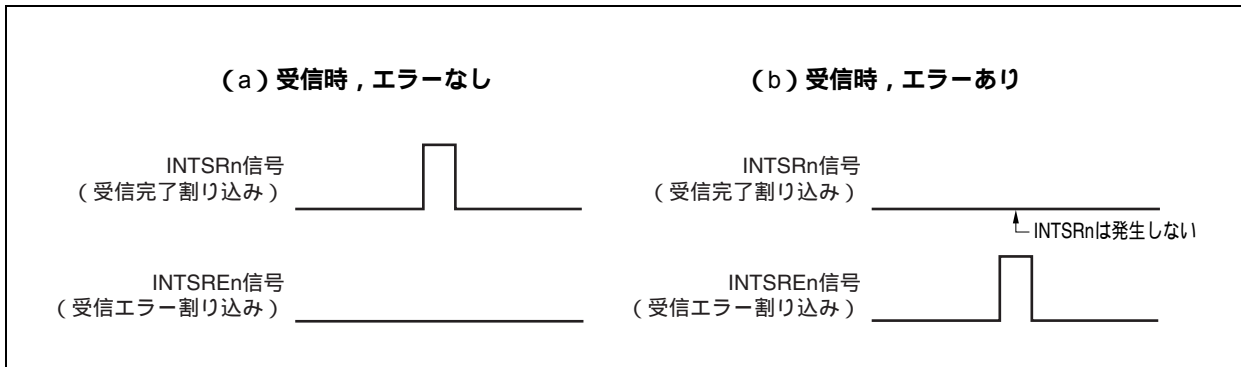 (a)受信時,エラーなし
INTSRn信号
(受信完了割り込み)
INTSREn信号
(受信エラー割り込み)
(b)受信時,エラーあり
INTSRn信号
(受信完了割り込み)
INTSRnは発生しない
INTSREn信号
(受信エラー割り込み)